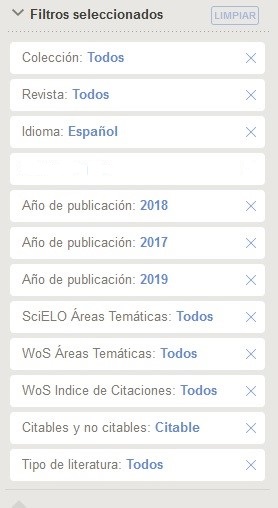 Filtros seleccionados LIMPIAR
Colección: Todos
Revista: Todos
Idioma: Español
Año de publicación: 2018
Año de publicación: 2017
Año de publicación: 2019
SciELO Áreas Temáticas: Todos
WoS Áreas Temáticas: Todos
WoS Indice de Citaciones: Todos
Citables y no citables: Citable
Tipo de literatura: Todos